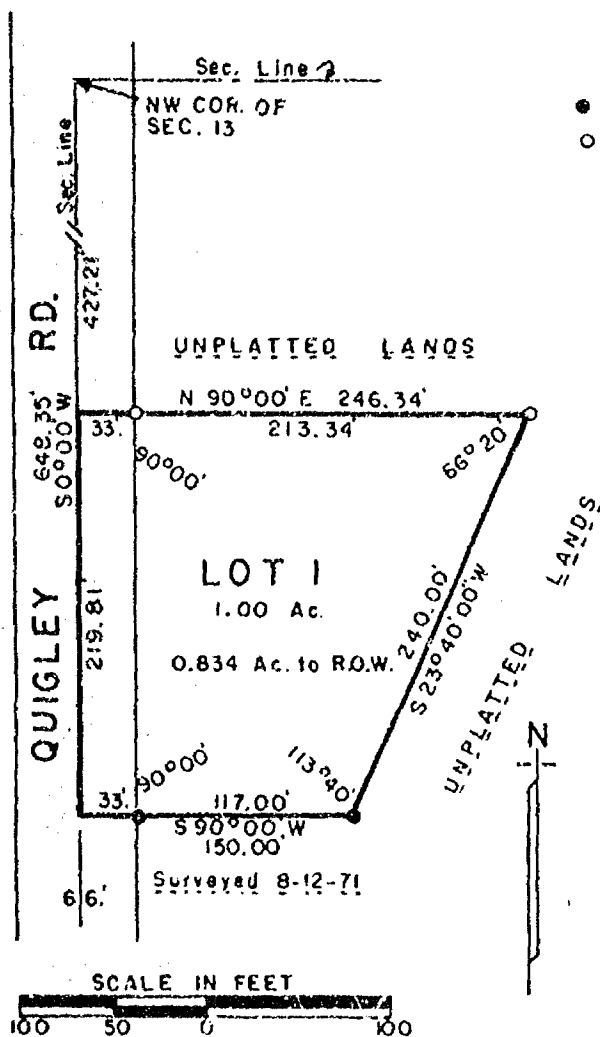 Sec. Line
NW COR. OF
SEC. 13
Sec. Line
427.21'
QUIGLEY RD.
648.35'
S 0°00' W
UNPLATTED LANDS
N 90°00' E 246.34'
33'
213.34'
90°00'
66°20'
LOT 1
1.00 Ac.
0.834 Ac. to R.O.W.
219.81'
240.00'
S 23°40'00" W
UNPLATTED LANDS
N
90°00'
113°40'
33'
117.00'
S 90°00' W
150.00'
Surveyed 8-12-71
66'
SCALE IN FEET
100 50 0 100